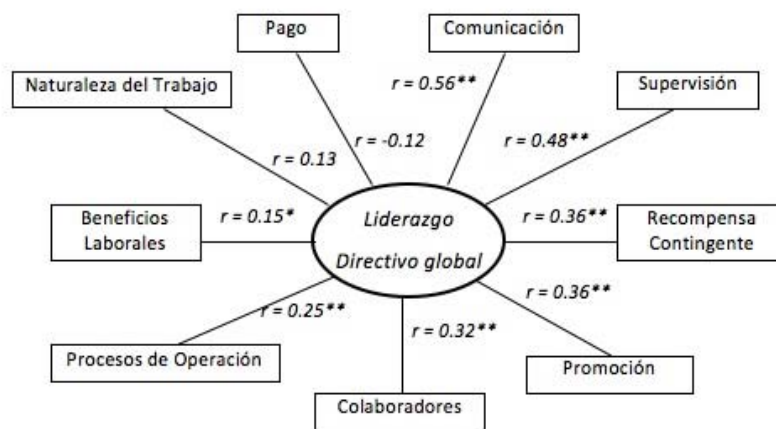 Pago
Comunicación
Naturaleza del Trabajo
r = 0.56**
Supervisión
r = -0.12
r = 0.48**
r = 0.13
Beneficios
Laborales
r = 0.15*
Liderazgo
Directivo global
r = 0.36**
Recompensa
Contingente
r = 0.25**
r = 0.36**
r = 0.32**
Procesos de Operación
Promoción
Colaboradores